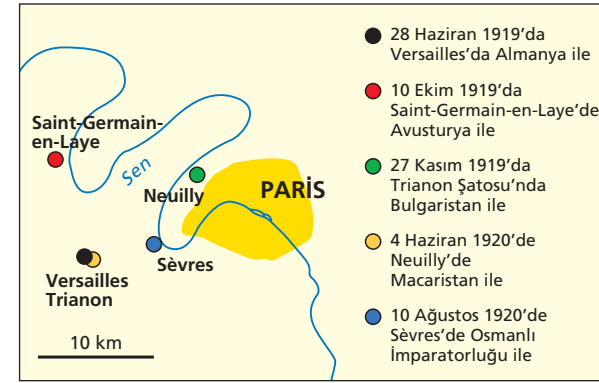 Saint-Germain-
en-Laye
Sen
Neuilly
PARİS
Sèvres
Versailles
Trianon
10 km
28 Haziran 1919'da
Versailles'da Almanya ile
10 Ekim 1919'da
Saint-Germain-en-Laye'de
Avusturya ile
27 Kasım 1919'da
Trianon Şatosu'nda
Bulgaristan ile
4 Haziran 1920'de
Neuilly'de
Macaristan ile
10 Ağustos 1920'de
Sèvres'de Osmanlı
İmparatorluğu ile